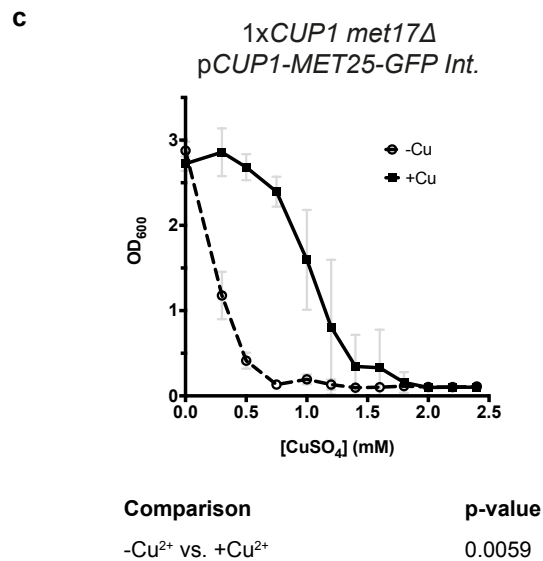 c
1xCUP1 met17Δ
pCUP1-MET25-GFP Int.
3
2
1
0
OD₆₀₀
-Cu
+Cu
0.0 0.5 1.0 1.5 2.0 2.5
[CuSO₄] (mM)
Comparison p-value
-Cu²⁺ vs. +Cu²⁺ 0.0059